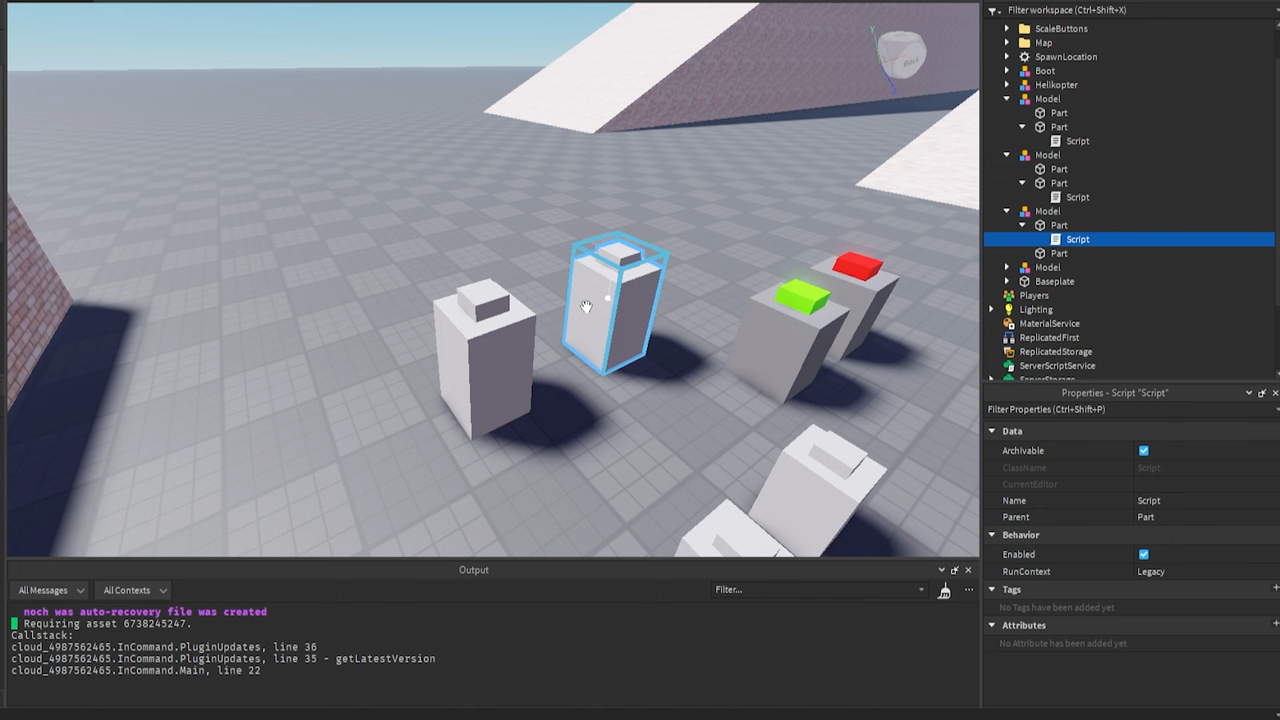 Filter workspace (Ctrl+Shift+X)
ScaleButtons
Map
SpawnLocation
Boot
Helikopter
Model
Part
Part
Script
Model
Part
Part
Script
Model
Part
Script
Part
Model
Baseplate
Players
Lighting
MaterialService
ReplicatedFirst
ReplicatedStorage
ServerScriptService
ServerStorage
Y
Back
Properties - Script "Script"
Filter Properties (Ctrl+Shift+P)
Data
Archivable
ClassName Script
CurrentEditor
Name Script
Parent Part
Behavior
Enabled
RunContext Legacy
Tags
No Tags have been added yet
Attributes
No Attribute has been added yet
Output
All Messages All Contexts Filter...
noch was auto-recovery file was created
Requiring asset 6738245247.
Callstack:
cloud_4987562465.InCommand.PluginUpdates, line 36
cloud_4987562465.InCommand.PluginUpdates, line 35 - getLatestVersion
cloud_4987562465.InCommand.Main, line 22